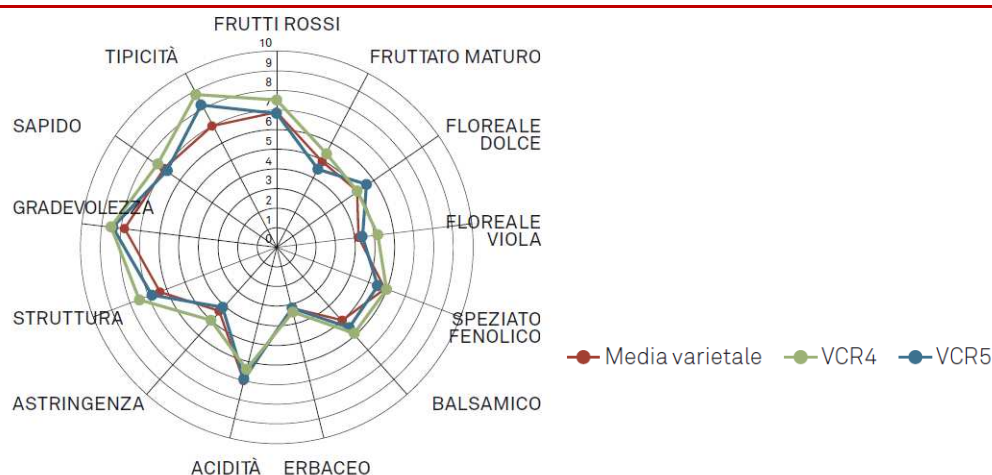 FRUTTI ROSSI
FRUTTATO MATURO
FLOREALE
DOLCE
FLOREALE
VIOLA
SPEZIATO
FENOLICO
BALSAMICO
ERBACEO
ACIDITÀ
ASTRINGENZA
STRUTTURA
GRADEVOLEZZA
SAPIDO
TIPICITÀ
10
9
8
7
6
5
4
3
2
1
0
Media varietale
VCR4
VCR5